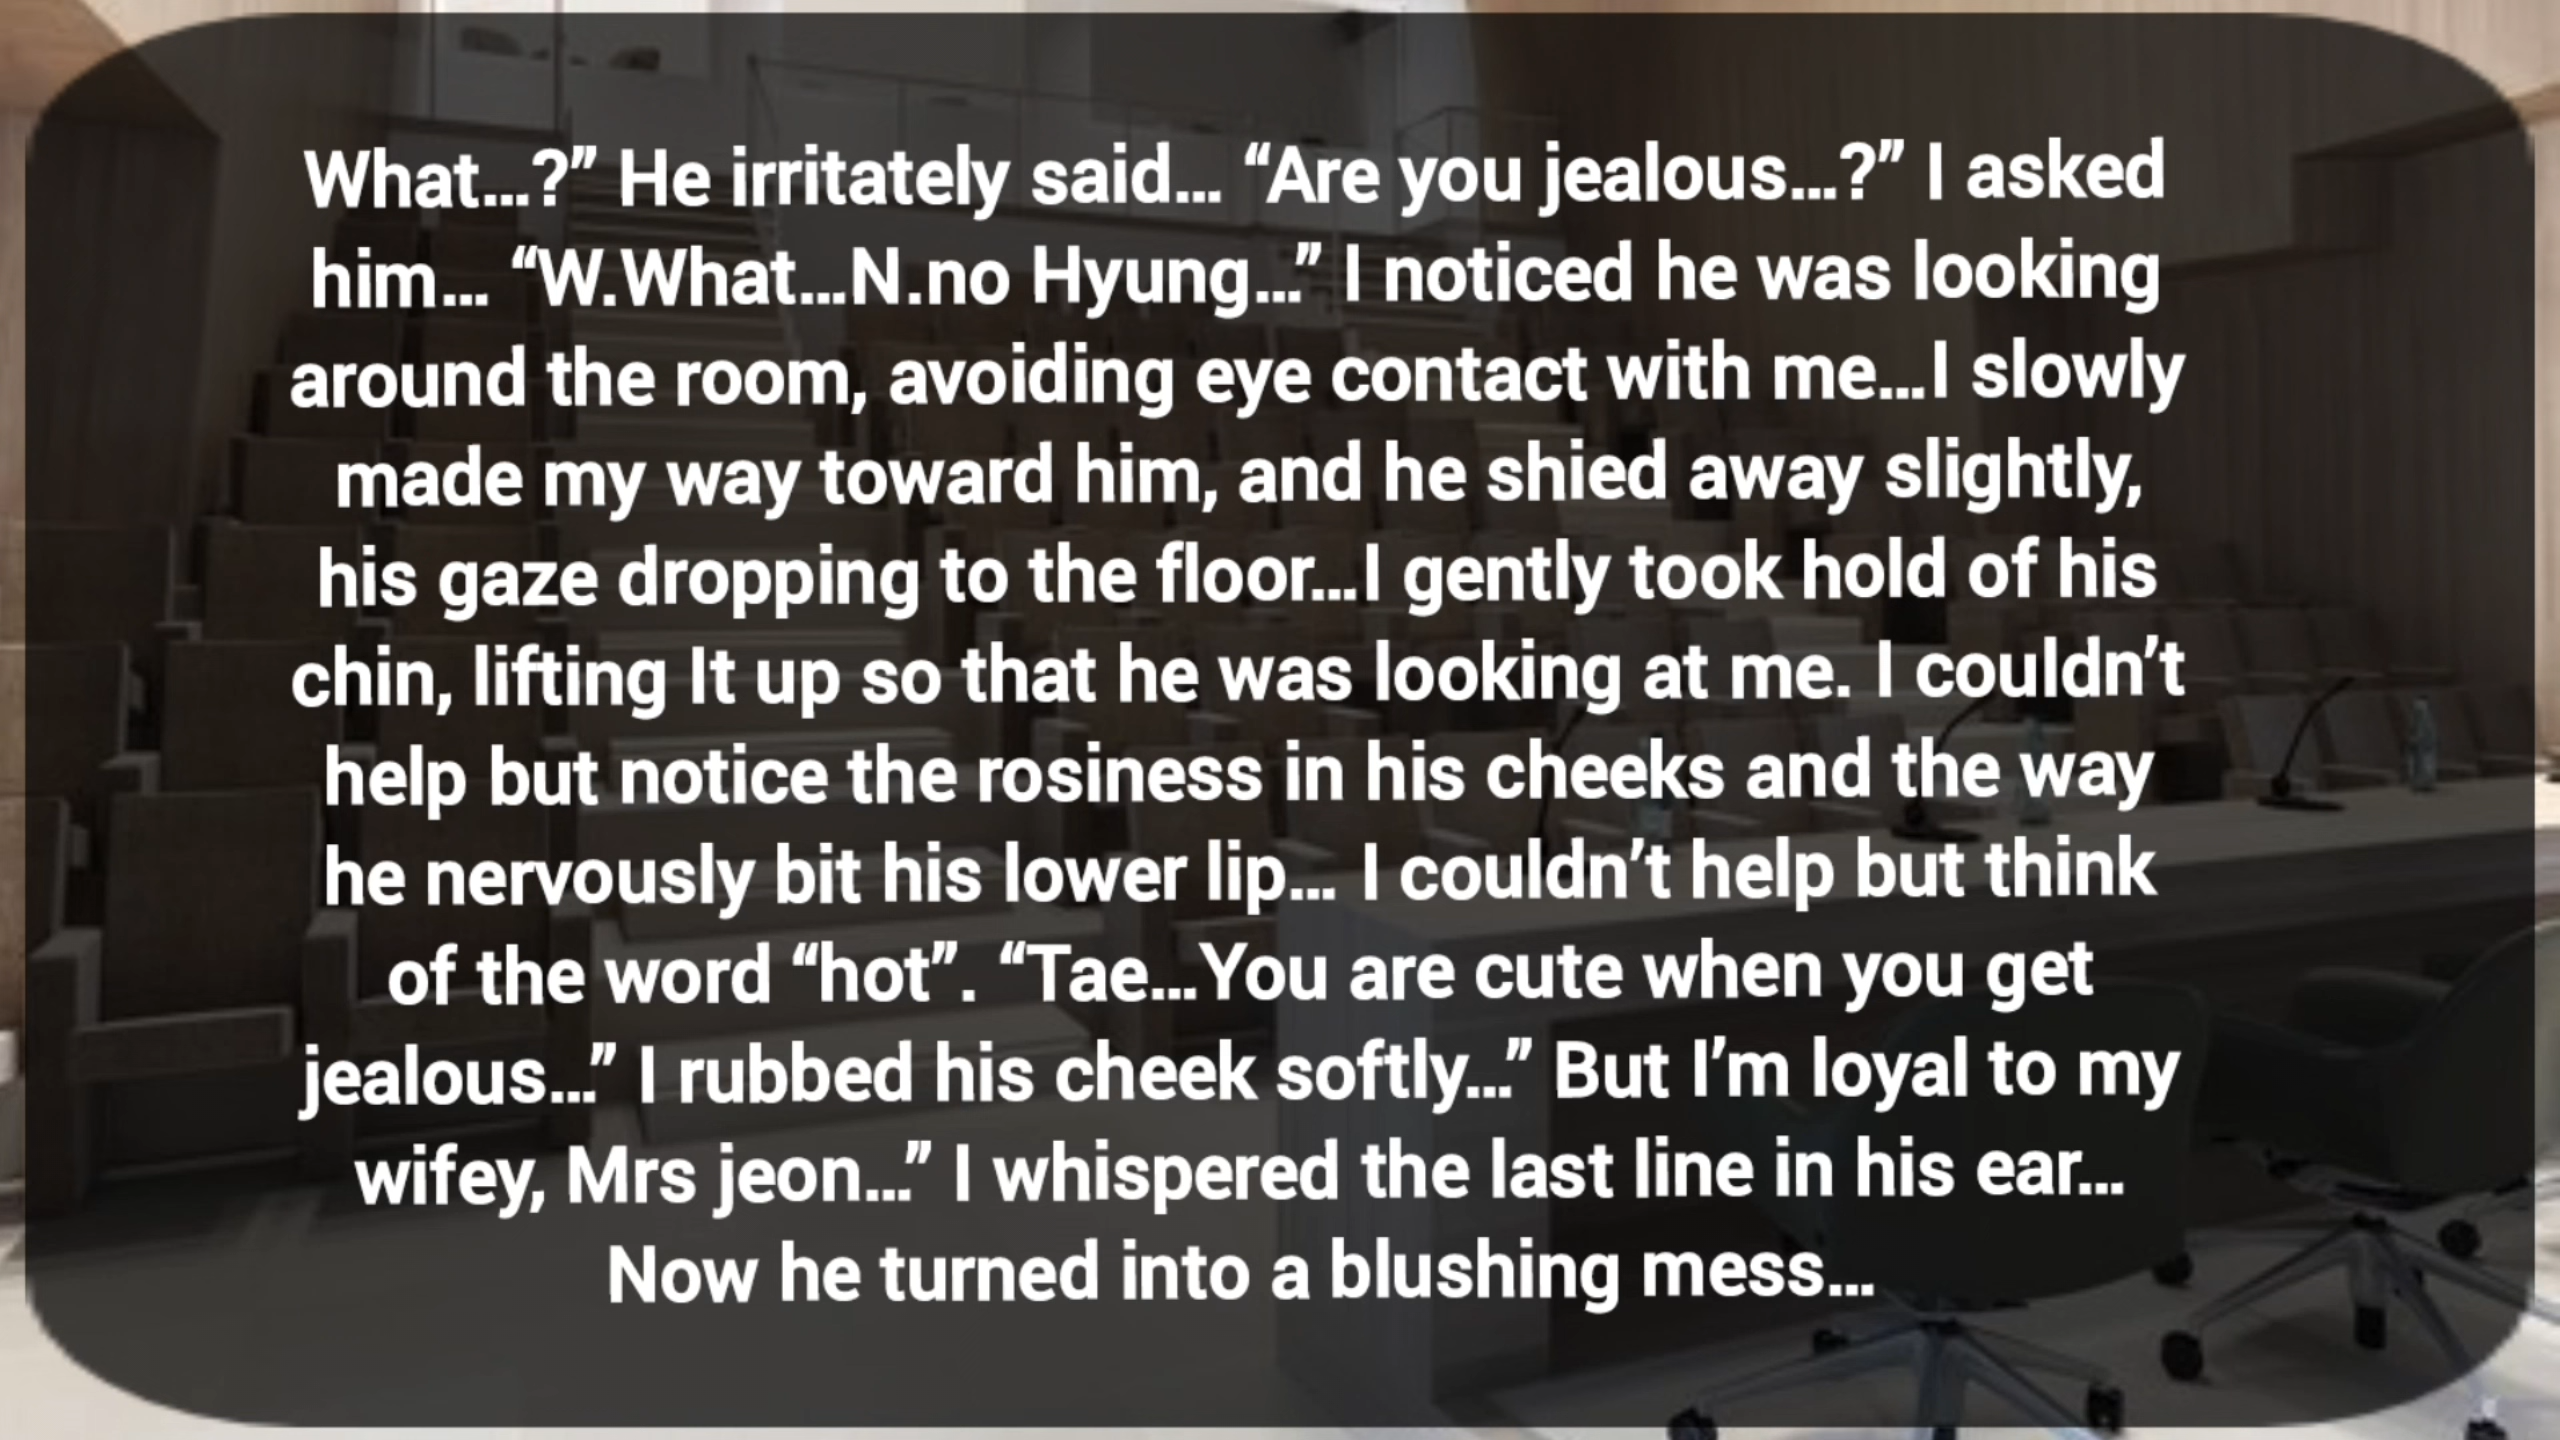 What...?” He irritately said... “Are you jealous...?” I asked
him... “W.What...N.no Hyung...” I noticed he was looking
around the room, avoiding eye contact with me...I slowly
made my way toward him, and he shied away slightly,
his gaze dropping to the floor...I gently took hold of his
chin, lifting It up so that he was looking at me. I couldn’t
help but notice the rosiness in his cheeks and the way
he nervously bit his lower lip... I couldn’t help but think
of the word “hot”. “Tae...You are cute when you get
jealous...” I rubbed his cheek softly...” But I’m loyal to my
wifey, Mrs jeon...” I whispered the last line in his ear...
Now he turned into a blushing mess...